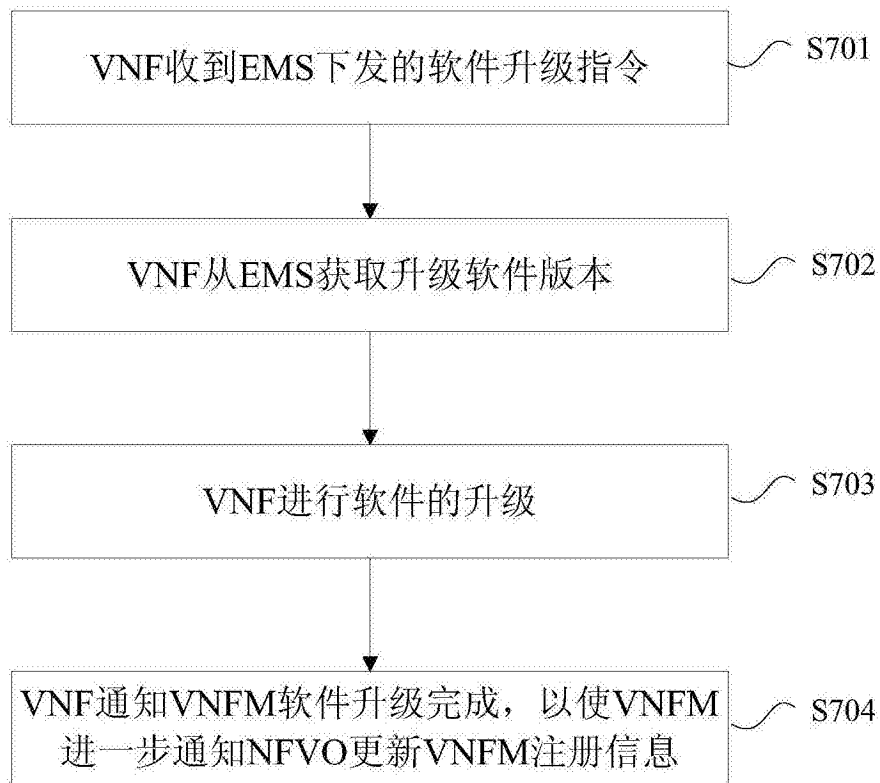 VNF收到EMS下发的软件升级指令
S701
VNF从EMS获取升级软件版本
S702
VNF进行软件的升级
S703
VNF通知VNFM软件升级完成，以使VNFM
进一步通知NFVO更新VNFM注册信息
S704